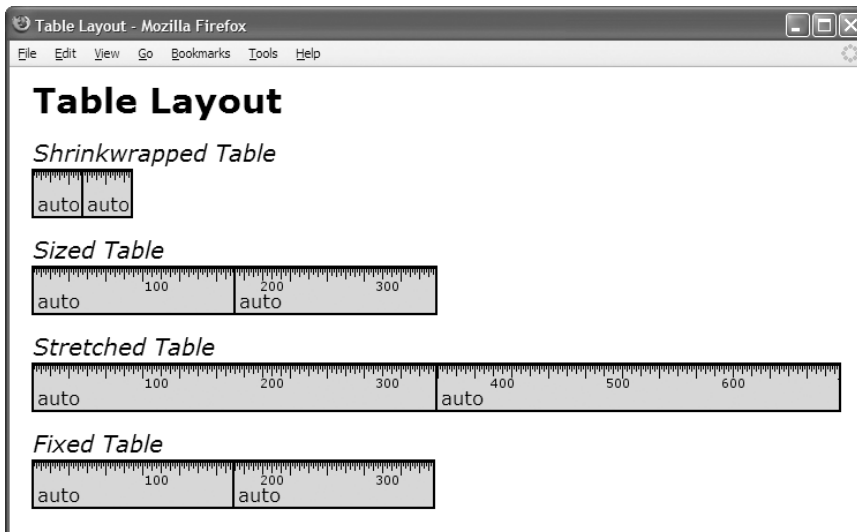 Table Layout - Mozilla Firefox
File Edit View Go Bookmarks Tools Help
Table Layout
Shrinkwrapped Table
auto auto
Sized Table
100 200 300
auto auto
Stretched Table
100 200 300 400 500 600
auto auto
Fixed Table
100 200 300
auto auto